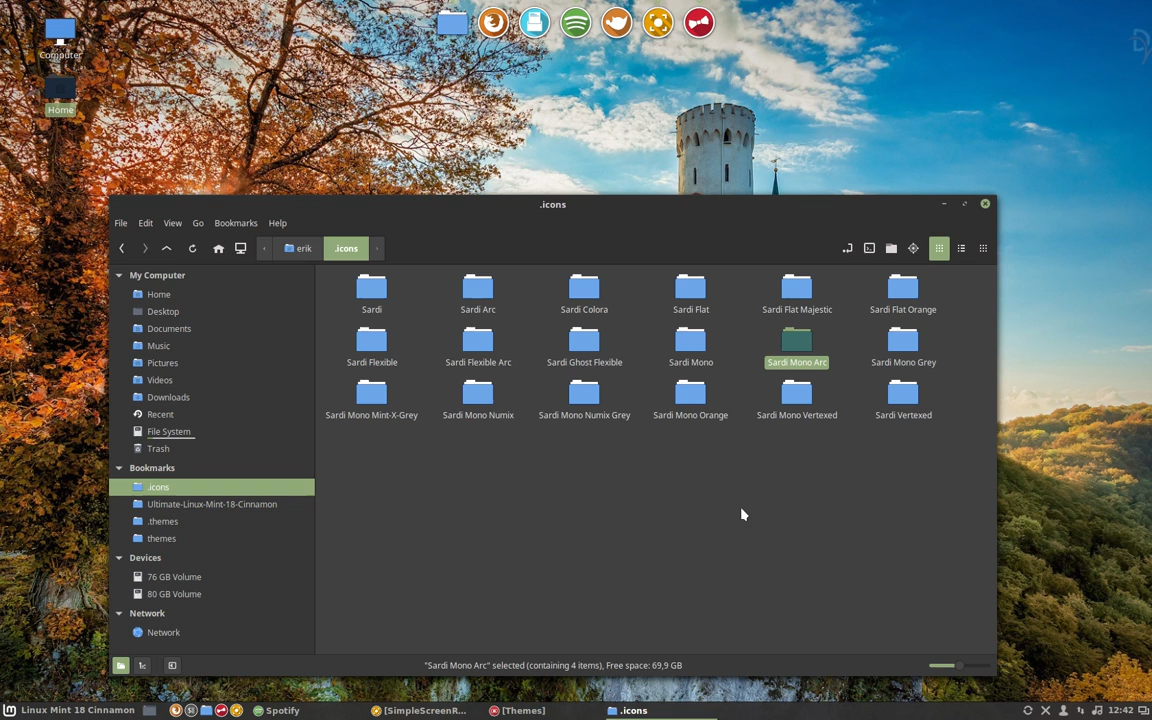 Computer
Home
.icons
File Edit View Go Bookmarks Help
erik .icons
My Computer
Home
Desktop
Documents
Music
Pictures
Videos
Downloads
Recent
File System
Trash
Bookmarks
.icons
Ultimate-Linux-Mint-18-Cinnamon
.themes
themes
Devices
76 GB Volume
80 GB Volume
Network
Network
Sardi Sardi Arc Sardi Colora Sardi Flat Sardi Flat Majestic Sardi Flat Orange
Sardi Flexible Sardi Flexible Arc Sardi Ghost Flexible Sardi Mono Sardi Mono Arc Sardi Mono Grey
Sardi Mono Mint-X-Grey Sardi Mono Numix Sardi Mono Numix Grey Sardi Mono Orange Sardi Mono Vertexed Sardi Vertexed
"Sardi Mono Arc" selected (containing 4 items), Free space: 69,9 GB
Linux Mint 18 Cinnamon Spotify [SimpleScreenR... [Themes] .icons 12:42